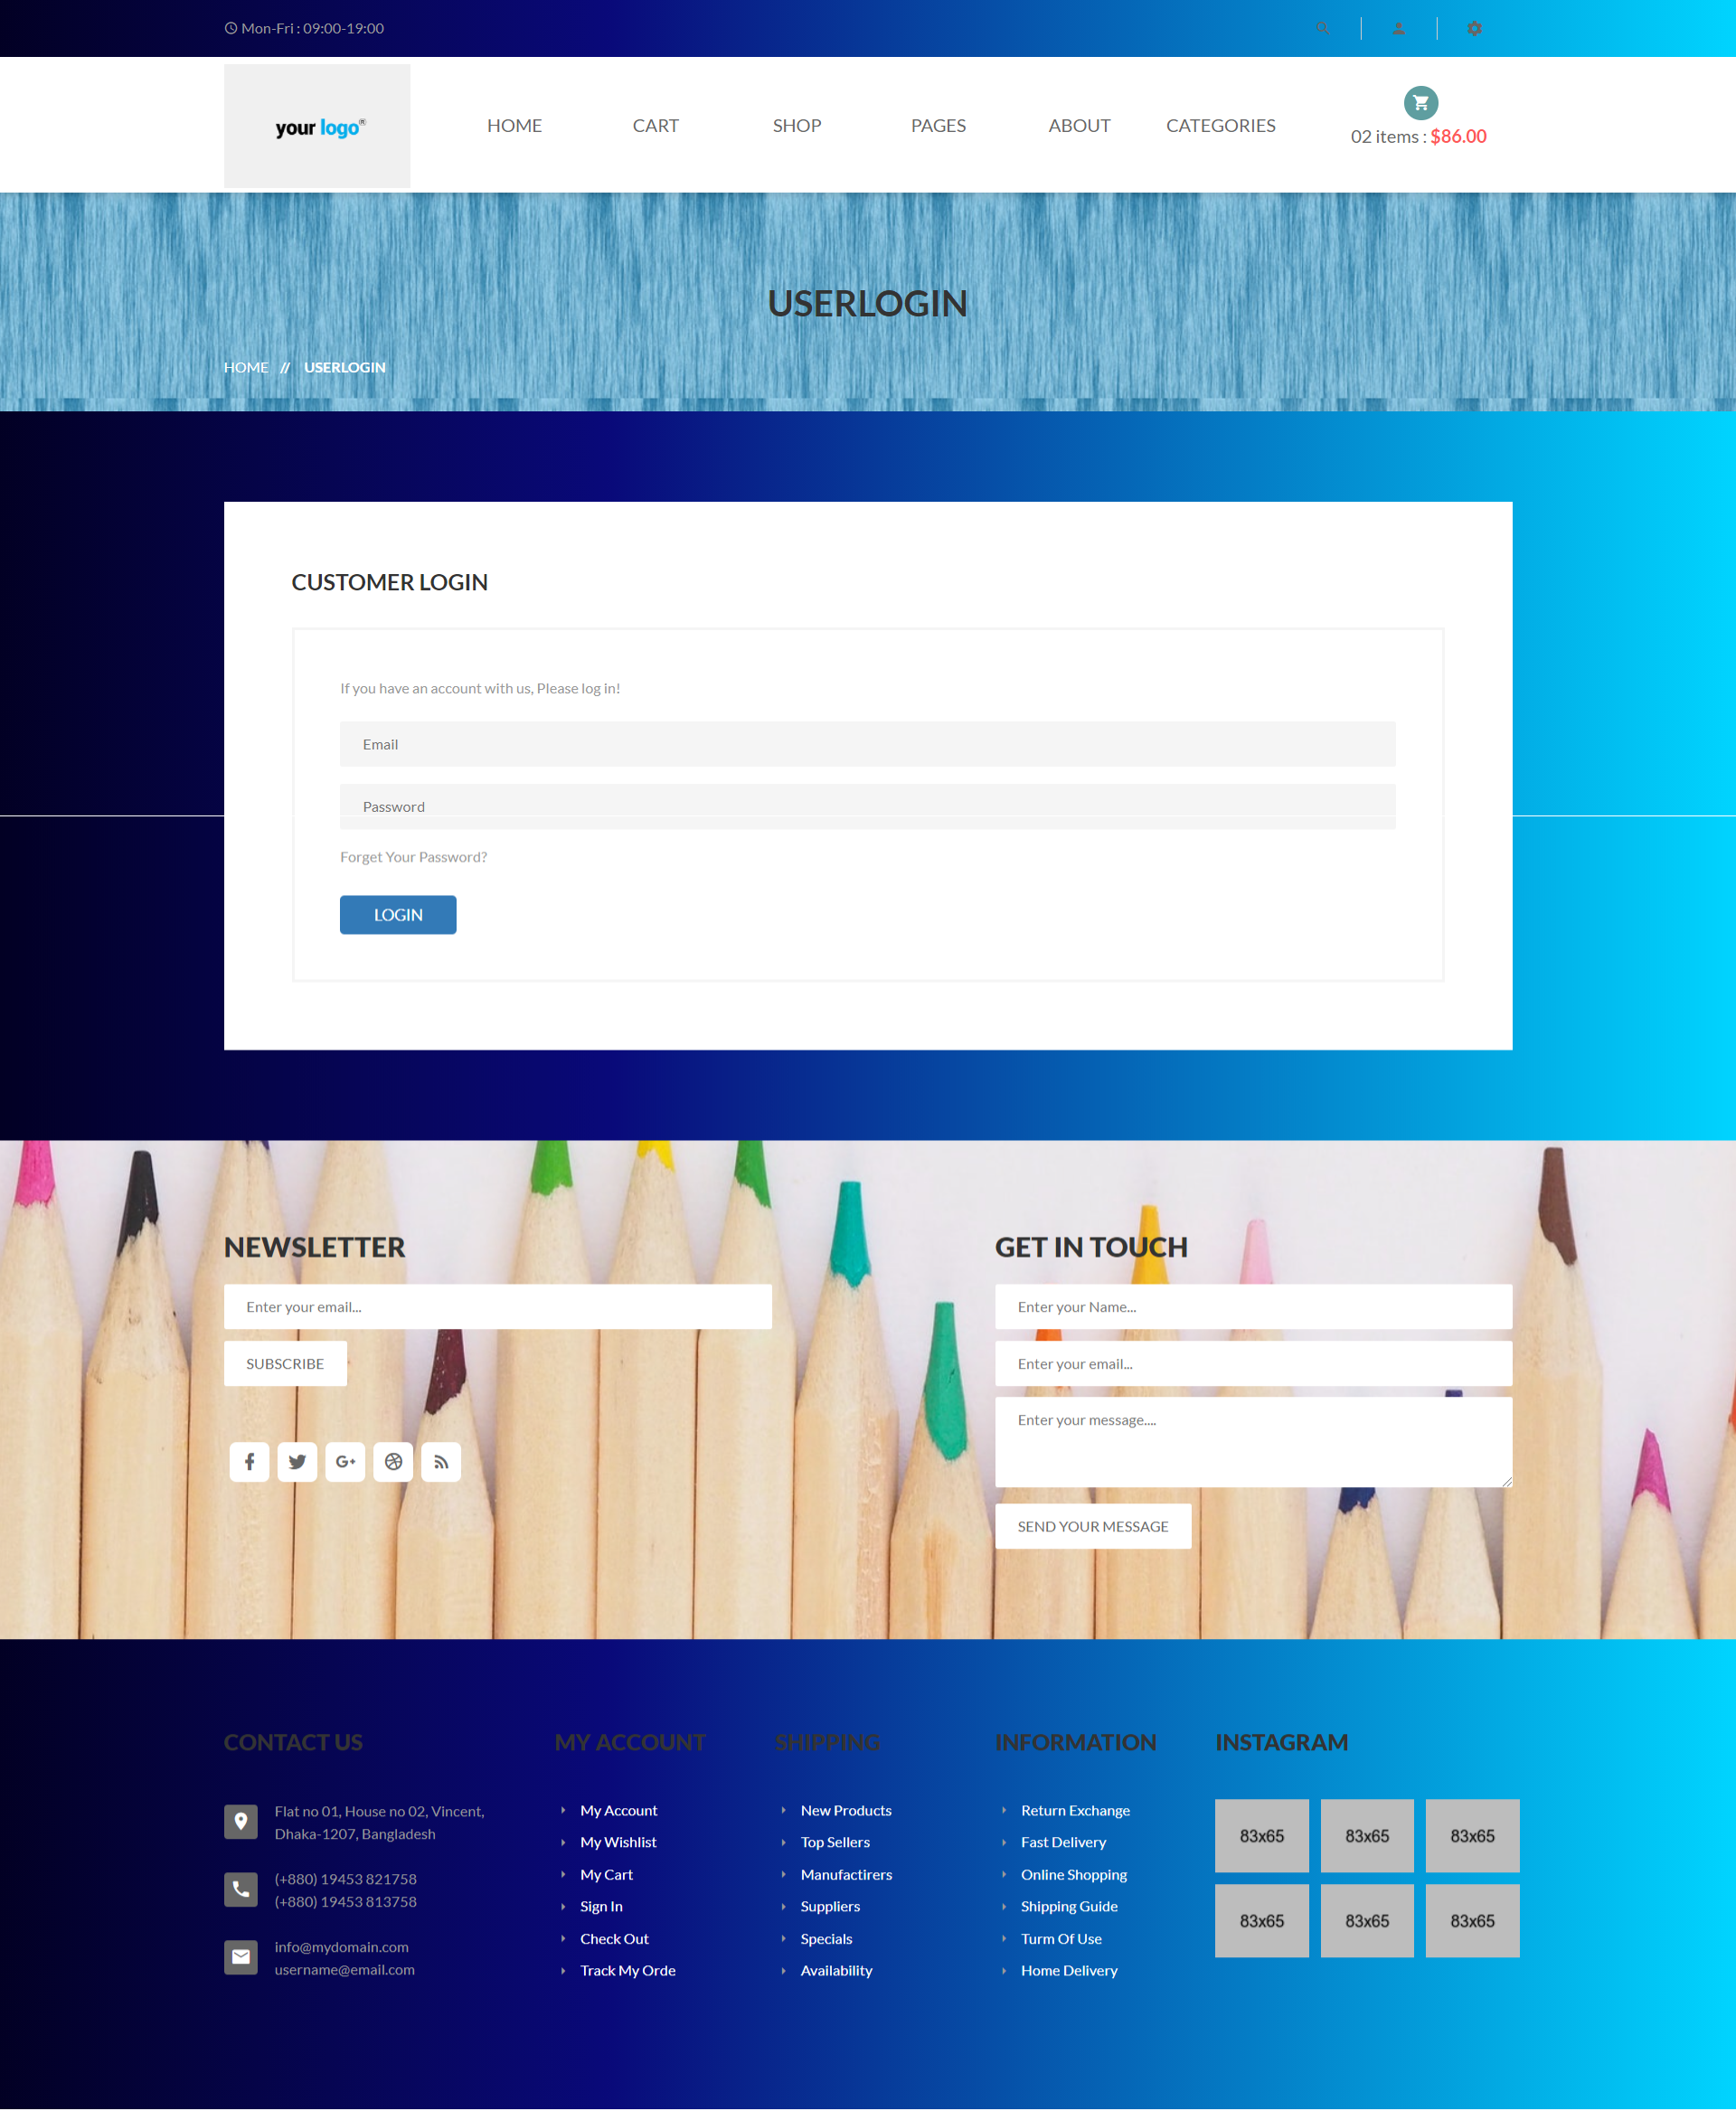 Mon-Fri : 09:00-19:00
your logo®
HOME
CART
SHOP
PAGES
ABOUT
CATEGORIES
02 items : $86.00
USERLOGIN
HOME // USERLOGIN
CUSTOMER LOGIN
If you have an account with us, Please log in!
Email
Password
Forget Your Password?
LOGIN
NEWSLETTER
Enter your email...
SUBSCRIBE
GET IN TOUCH
Enter your Name...
Enter your email...
Enter your message....
SEND YOUR MESSAGE
CONTACT US
Flat no 01, House no 02, Vincent,
Dhaka-1207, Bangladesh
(+880) 19453 821758
(+880) 19453 813758
info@mydomain.com
username@email.com
MY ACCOUNT
My Account
My Wishlist
My Cart
Sign In
Check Out
Track My Orde
SHIPPING
New Products
Top Sellers
Manufactirers
Suppliers
Specials
Availability
INFORMATION
Return Exchange
Fast Delivery
Online Shopping
Shipping Guide
Turm Of Use
Home Delivery
INSTAGRAM
83x65 83x65 83x65
83x65 83x65 83x65